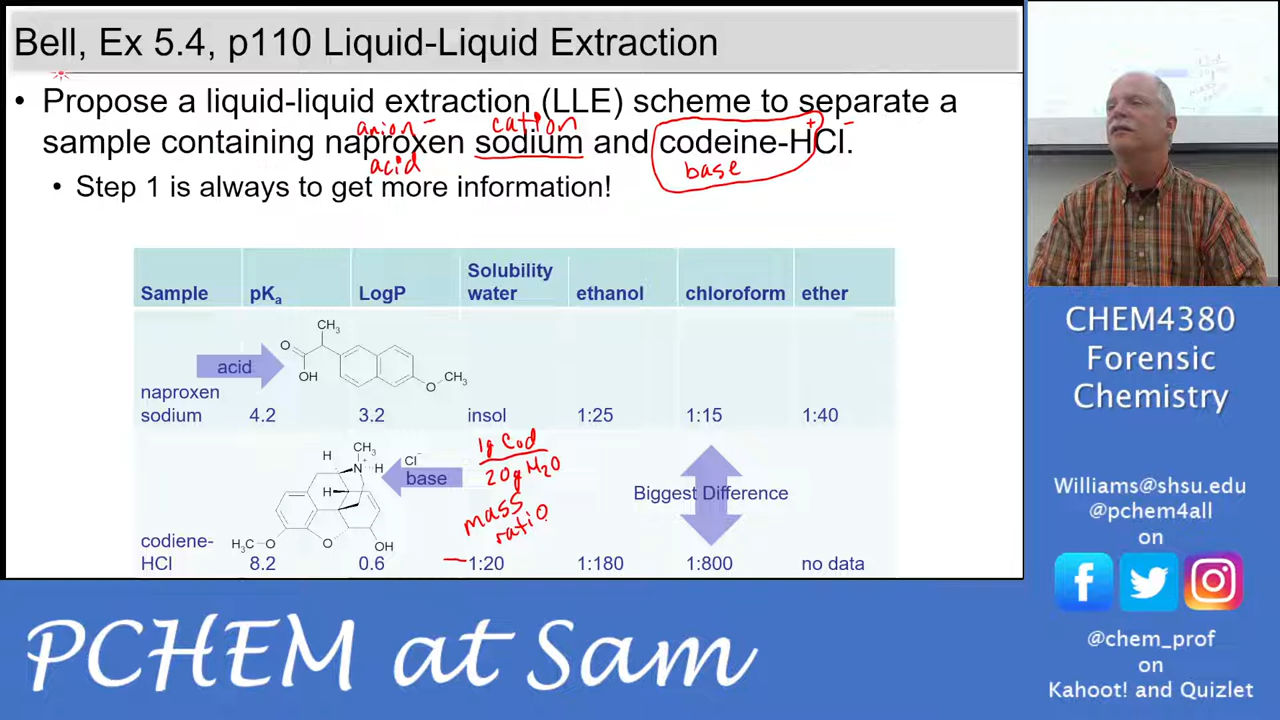 Bell, Ex 5.4, p110 Liquid-Liquid Extraction
• Propose a liquid-liquid extraction (LLE) scheme to separate a
anion - cation + -
sample containing naproxen sodium and codeine-HCl.
acid base
• Step 1 is always to get more information!
Solubility
Sample pKa LogP water ethanol chloroform ether
CH3
O
acid OH O CH3
naproxen
sodium 4.2 3.2 insol 1:25 1:15 1:40
1g Cod
20g H2O
mass
ratio
CH3
H N+ H Cl-
base
H
Biggest Difference
H3C O O OH
codiene-
HCl 8.2 0.6 1:20 1:180 1:800 no data
PCHEM at Sam
CHEM4380
Forensic
Chemistry
Williams@shsu.edu
@pchem4all
on
@chem_prof
on
Kahoot! and Quizlet